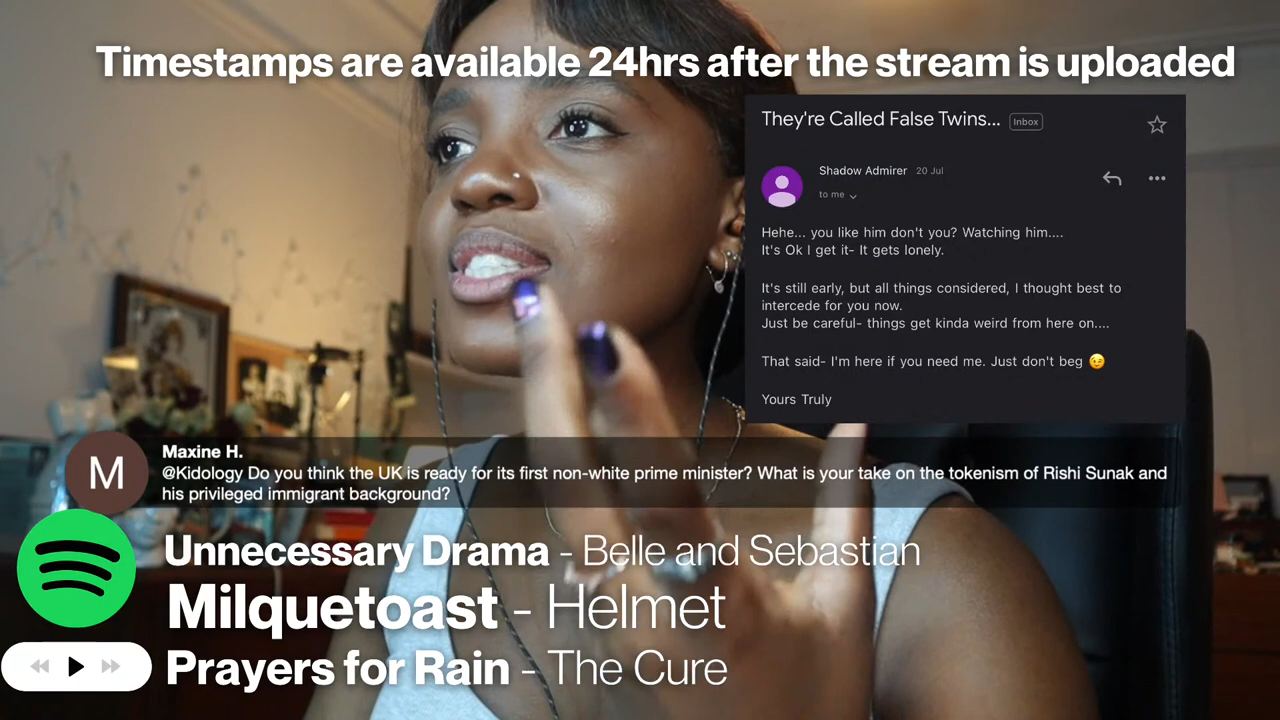 Timestamps are available 24hrs after the stream is uploaded
They're Called False Twins... Inbox
Shadow Admirer 20 Jul
to me
Hehe... you like him don't you? Watching him....
It's Ok I get it- It gets lonely.
It's still early, but all things considered, I thought best to
intercede for you now.
Just be careful- things get kinda weird from here on....
That said- I'm here if you need me. Just don't beg 😉
Yours Truly
M
Maxine H.
@Kidology Do you think the UK is ready for its first non-white prime minister? What is your take on the tokenism of Rishi Sunak and
his privileged immigrant background?
Unnecessary Drama - Belle and Sebastian
Milquetoast - Helmet
Prayers for Rain - The Cure